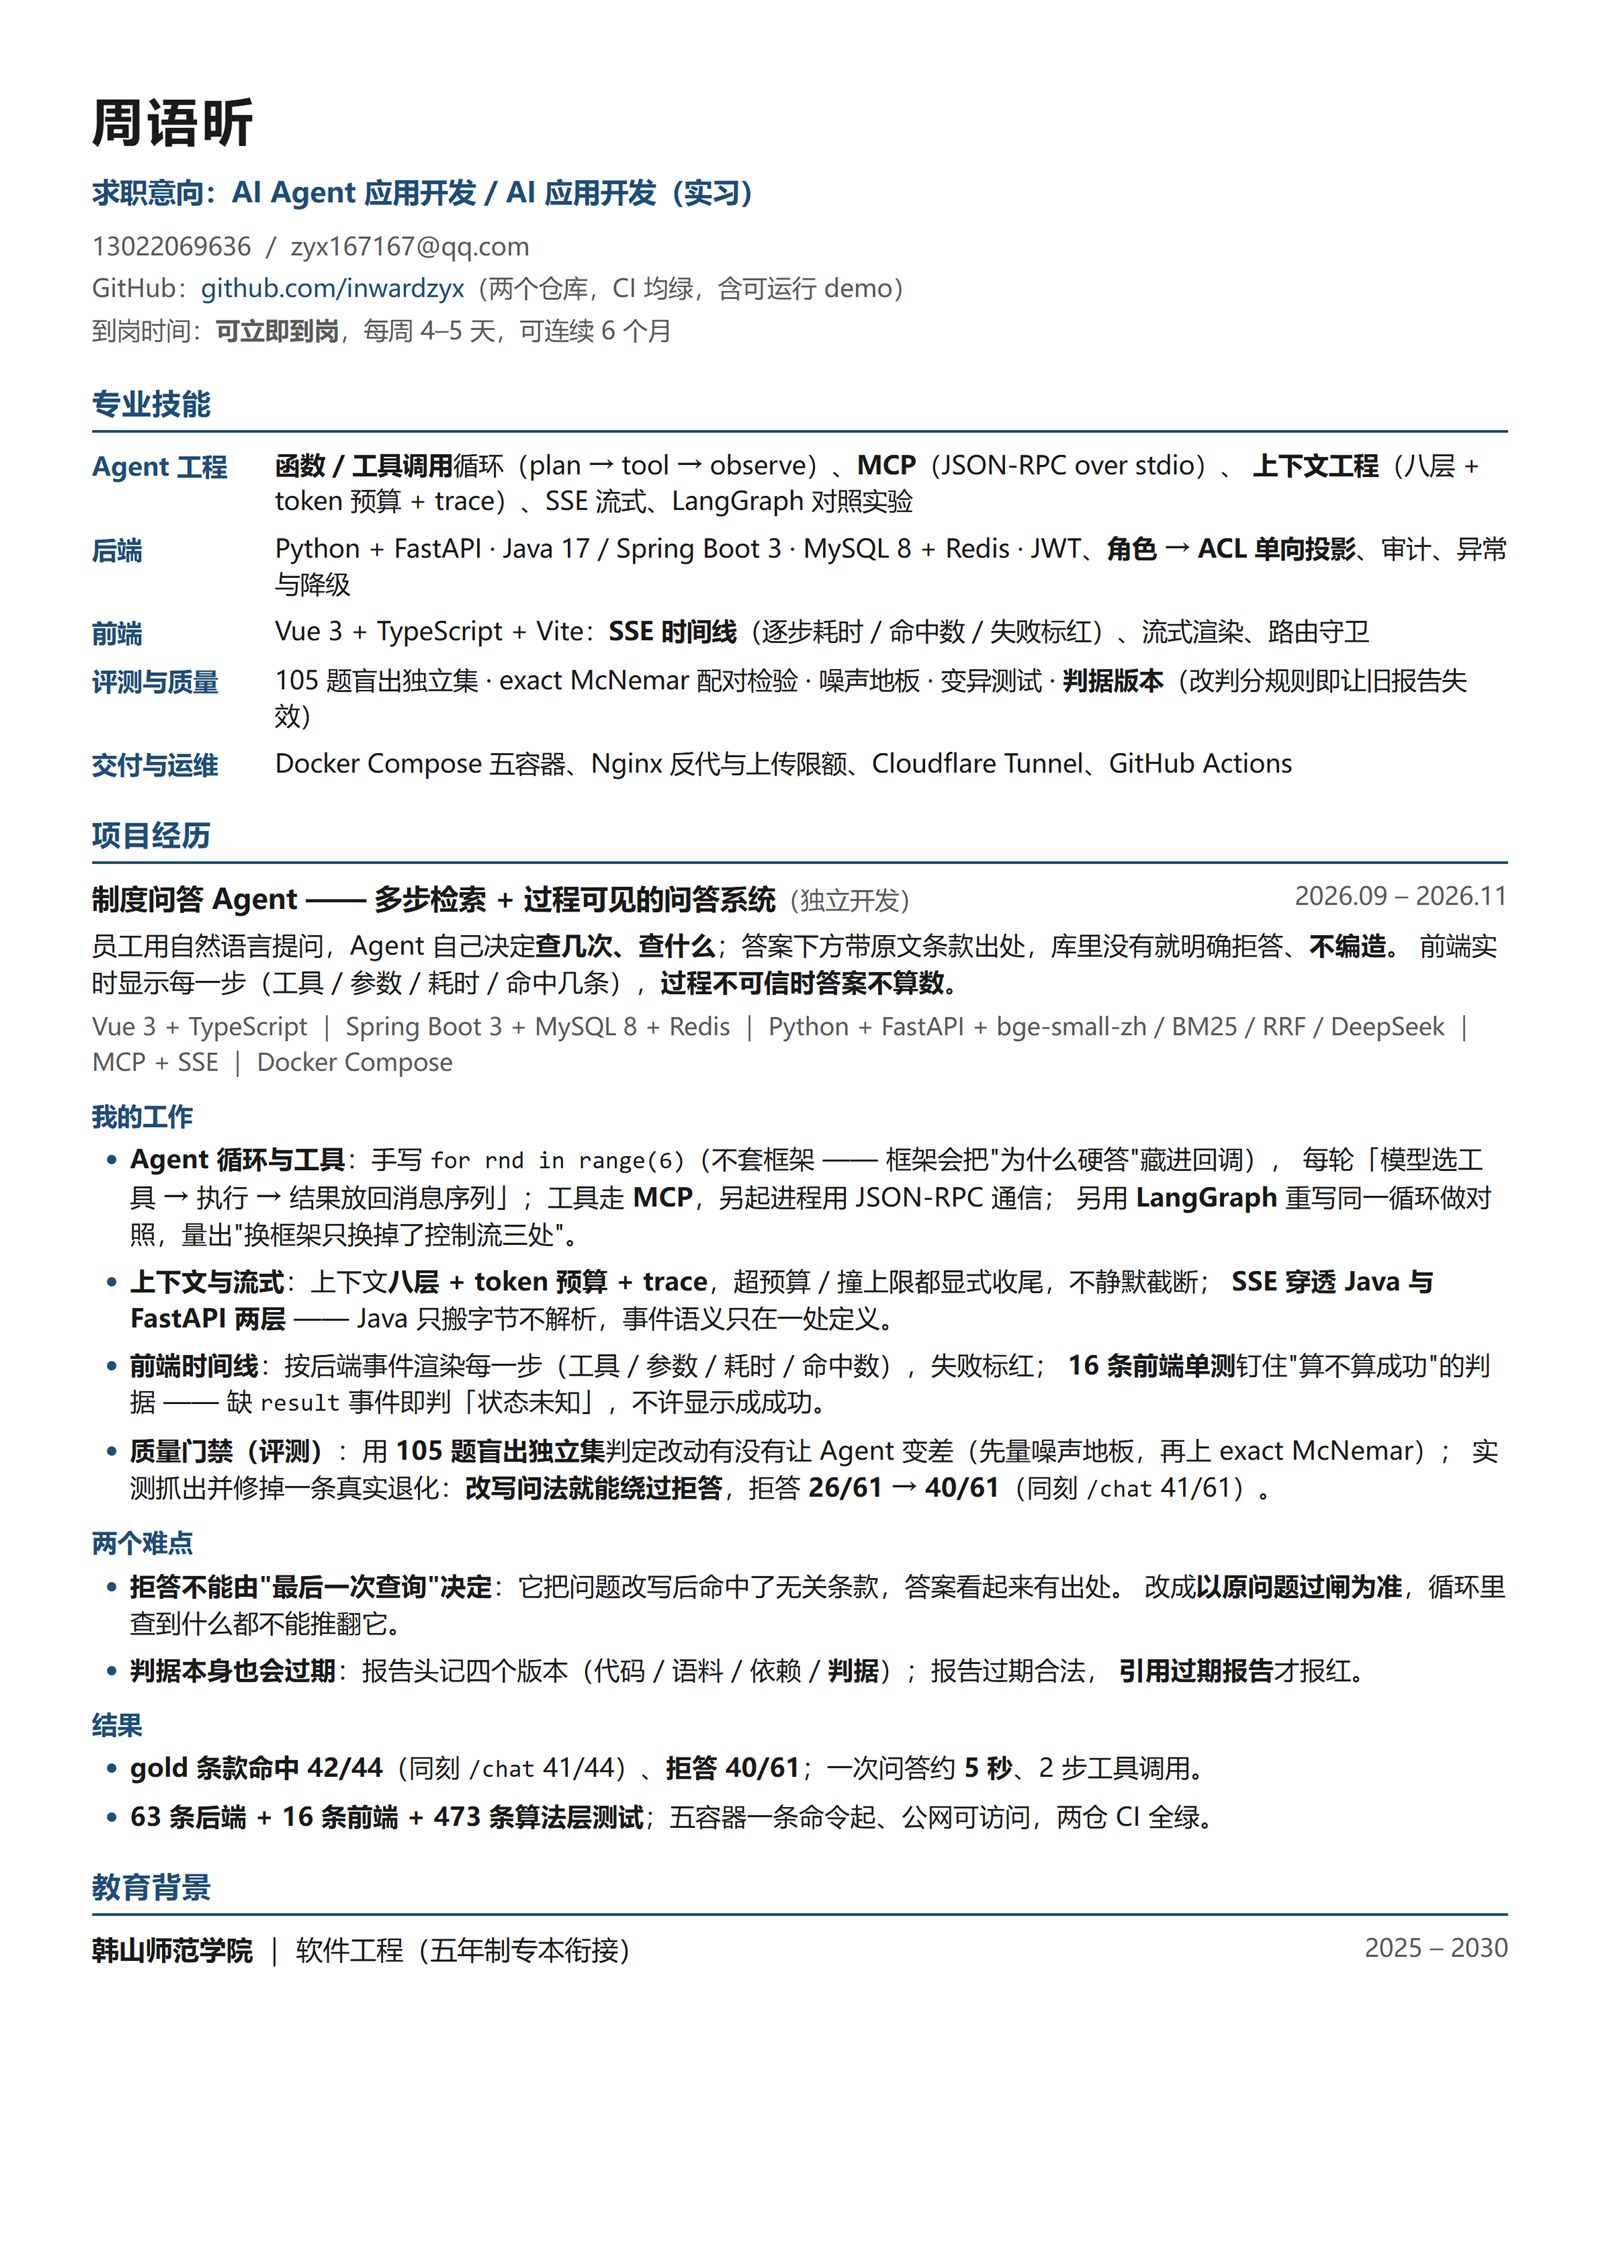 周语昕
求职意向：AI Agent 应用开发 / AI 应用开发（实习）
13022069636 / zyx167167@qq.com
GitHub：github.com/inwardzyx（两个仓库，CI 均绿，含可运行 demo）
到岗时间：可立即到岗，每周 4–5 天，可连续 6 个月
专业技能
Agent 工程 函数 / 工具调用循环（plan → tool → observe）、MCP（JSON-RPC over stdio）、 上下文工程（八层 +
token 预算 + trace）、SSE 流式、LangGraph 对照实验
后端 Python + FastAPI · Java 17 / Spring Boot 3 · MySQL 8 + Redis · JWT、角色 → ACL 单向投影、审计、异常
与降级
前端 Vue 3 + TypeScript + Vite：SSE 时间线（逐步耗时 / 命中数 / 失败标红）、流式渲染、路由守卫
评测与质量 105 题盲出独立集 · exact McNemar 配对检验 · 噪声地板 · 变异测试 · 判据版本（改判分规则即让旧报告失
效）
交付与运维 Docker Compose 五容器、Nginx 反代与上传限额、Cloudflare Tunnel、GitHub Actions
项目经历
制度问答 Agent —— 多步检索 + 过程可见的问答系统（独立开发） 2026.09 – 2026.11
员工用自然语言提问，Agent 自己决定查几次、查什么；答案下方带原文条款出处，库里没有就明确拒答、不编造。 前端实
时显示每一步（工具 / 参数 / 耗时 / 命中几条），过程不可信时答案不算数。
Vue 3 + TypeScript ｜ Spring Boot 3 + MySQL 8 + Redis ｜ Python + FastAPI + bge-small-zh / BM25 / RRF / DeepSeek ｜
MCP + SSE ｜ Docker Compose
我的工作
• Agent 循环与工具：手写 for rnd in range(6)（不套框架 —— 框架会把"为什么硬答"藏进回调）， 每轮「模型选工
具 → 执行 → 结果放回消息序列」；工具走 MCP，另起进程用 JSON-RPC 通信； 另用 LangGraph 重写同一循环做对
照，量出"换框架只换掉了控制流三处"。
• 上下文与流式：上下文八层 + token 预算 + trace，超预算 / 撞上限都显式收尾，不静默截断； SSE 穿透 Java 与
FastAPI 两层 —— Java 只搬字节不解析，事件语义只在一处定义。
• 前端时间线：按后端事件渲染每一步（工具 / 参数 / 耗时 / 命中数），失败标红； 16 条前端单测钉住"算不算成功"的判
据 —— 缺 result 事件即判「状态未知」，不许显示成成功。
• 质量门禁（评测）：用 105 题盲出独立集判定改动有没有让 Agent 变差（先量噪声地板，再上 exact McNemar）； 实
测抓出并修掉一条真实退化：改写问法就能绕过拒答，拒答 26/61 → 40/61（同刻 /chat 41/61）。
两个难点
• 拒答不能由"最后一次查询"决定：它把问题改写后命中了无关条款，答案看起来有出处。 改成以原问题过闸为准，循环里
查到什么都不能推翻它。
• 判据本身也会过期：报告头记四个版本（代码 / 语料 / 依赖 / 判据）；报告过期合法， 引用过期报告才报红。
结果
• gold 条款命中 42/44（同刻 /chat 41/44）、拒答 40/61；一次问答约 5 秒、2 步工具调用。
• 63 条后端 + 16 条前端 + 473 条算法层测试；五容器一条命令起、公网可访问，两仓 CI 全绿。
教育背景
韩山师范学院 ｜ 软件工程（五年制专本衔接） 2025 – 2030